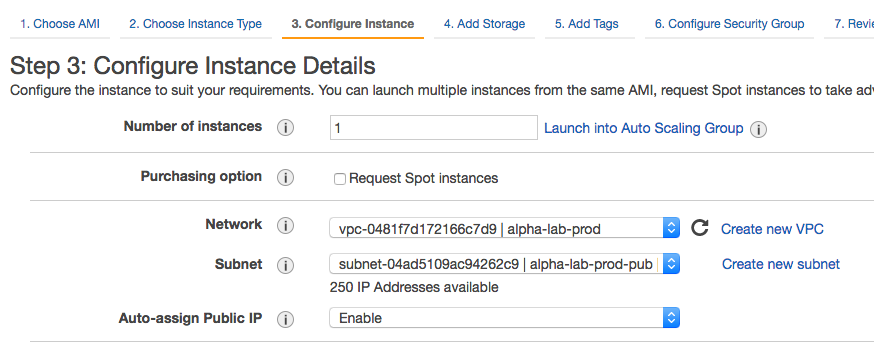 1. Choose AMI 2. Choose Instance Type 3. Configure Instance 4. Add Storage 5. Add Tags 6. Configure Security Group 7. Revie
Step 3: Configure Instance Details
Configure the instance to suit your requirements. You can launch multiple instances from the same AMI, request Spot instances to take adv
Number of instances i 1 Launch into Auto Scaling Group i
Purchasing option i Request Spot instances
Network i vpc-0481f7d172166c7d9 | alpha-lab-prod Create new VPC
Subnet i subnet-04ad5109ac94262c9 | alpha-lab-prod-pub Create new subnet
250 IP Addresses available
Auto-assign Public IP i Enable